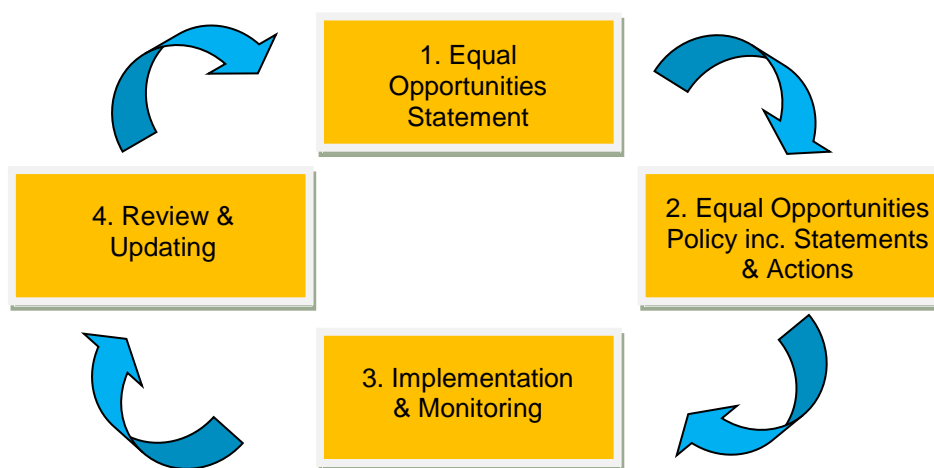 1. Equal
Opportunities
Statement
2. Equal Opportunities
Policy inc. Statements
& Actions
3. Implementation
& Monitoring
4. Review &
Updating